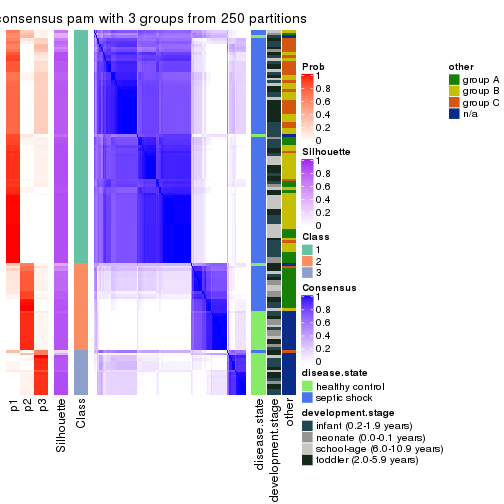 consensus pam with 3 groups from 250 partitions
Prob
1
0.8
0.6
0.4
0.2
0
Silhouette
1
0.8
0.6
0.4
0.2
0
Class
1
2
3
Consensus
1
0.8
0.6
0.4
0.2
0
disease.state
healthy control
septic shock
development.stage
infant (0.2-1.9 years)
neonate (0.0-0.1 years)
school-age (6.0-10.9 years)
toddler (2.0-5.9 years)
other
group A
group B
group C
n/a
p1
p2
p3
Silhouette
Class
disease.state
development.stage
other